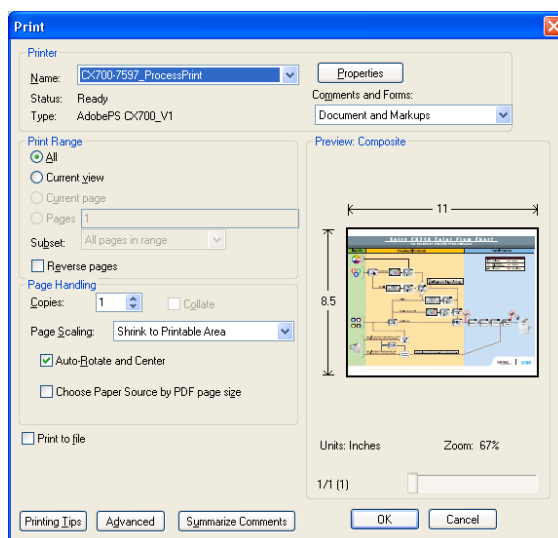 Print
Printer
Name: CX700-7597_ProcessPrint
Properties
Status: Ready
Comments and Forms:
Type: AdobePS CX700_V1
Document and Markups
Print Range
All
Current view
Current page
Pages 1
Subset: All pages in range
Reverse pages
Page Handling
Copies: 1
Collate
Page Scaling: Shrink to Printable Area
Auto-Rotate and Center
Choose Paper Source by PDF page size
Print to file
Preview: Composite
11
8.5
Units: Inches
Zoom: 67%
1/1 (1)
Printing Tips
Advanced
Summarize Comments
OK
Cancel